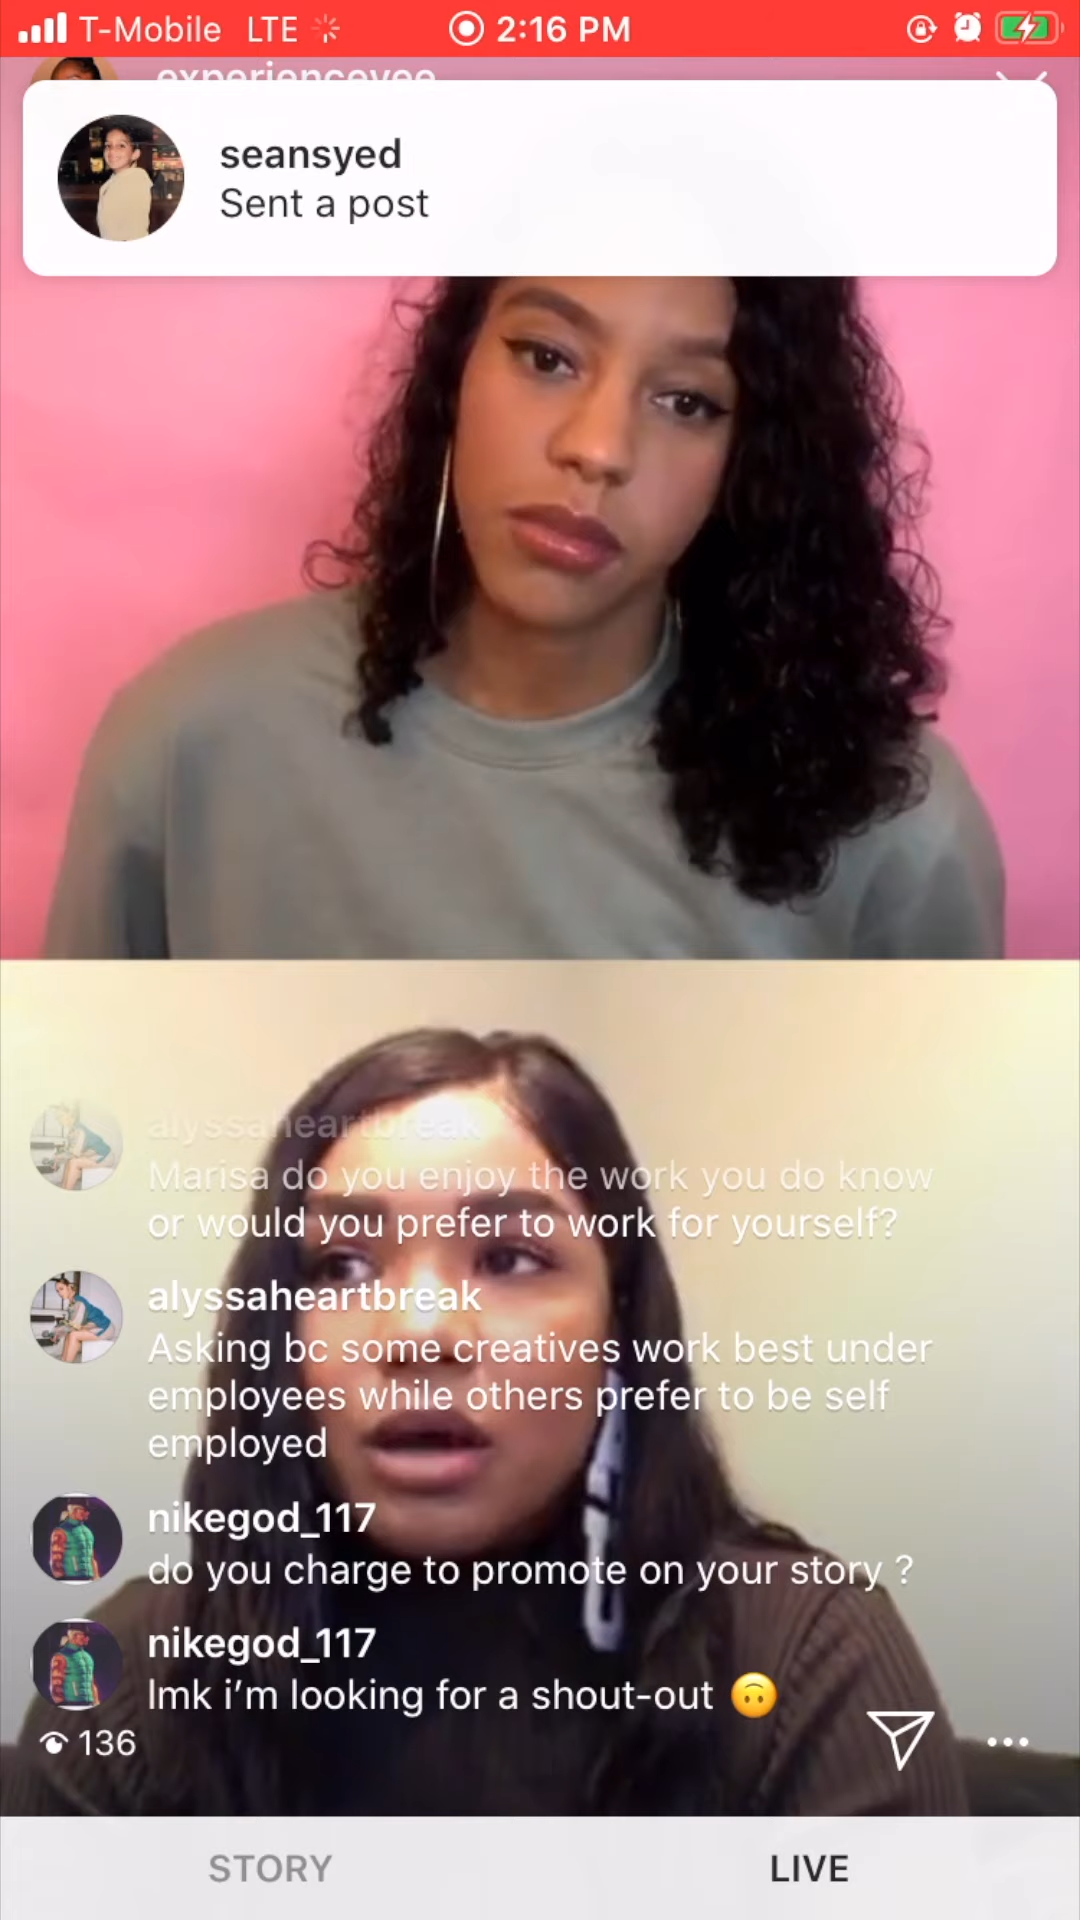 T-Mobile LTE 2:16 PM
experiencevee
seansyed
Sent a post
alyssaheartbreak
Marisa do you enjoy the work you do know
or would you prefer to work for yourself?
alyssaheartbreak
Asking bc some creatives work best under
employees while others prefer to be self
employed
nikegod_117
do you charge to promote on your story ?
nikegod_117
lmk i’m looking for a shout-out 🙃
136
STORY LIVE